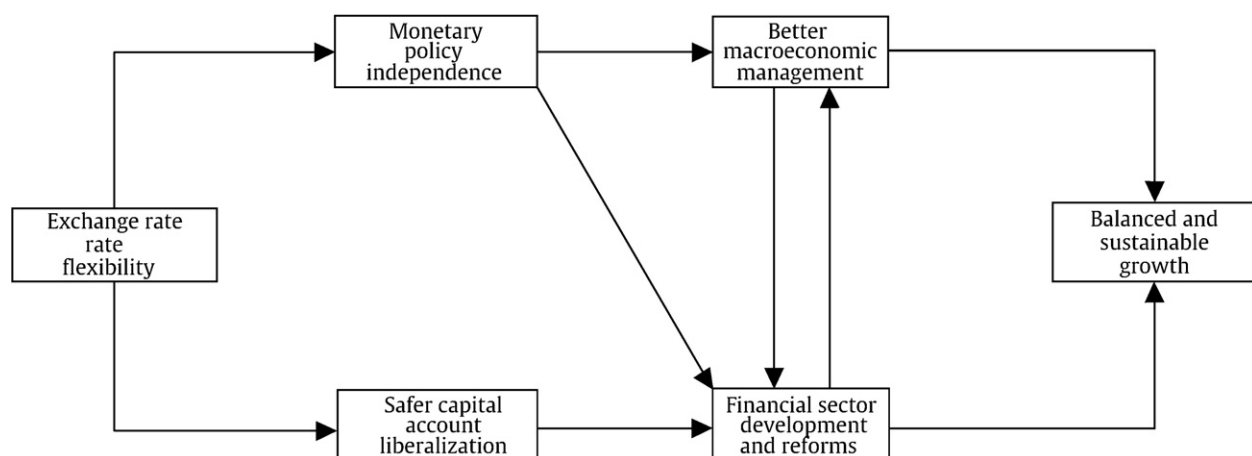 Monetary
policy
independence
Better
macroeconomic
management
Exchange rate
rate
flexibility
Balanced and
sustainable
growth
Safer capital
account
liberalization
Financial sector
development
and reforms